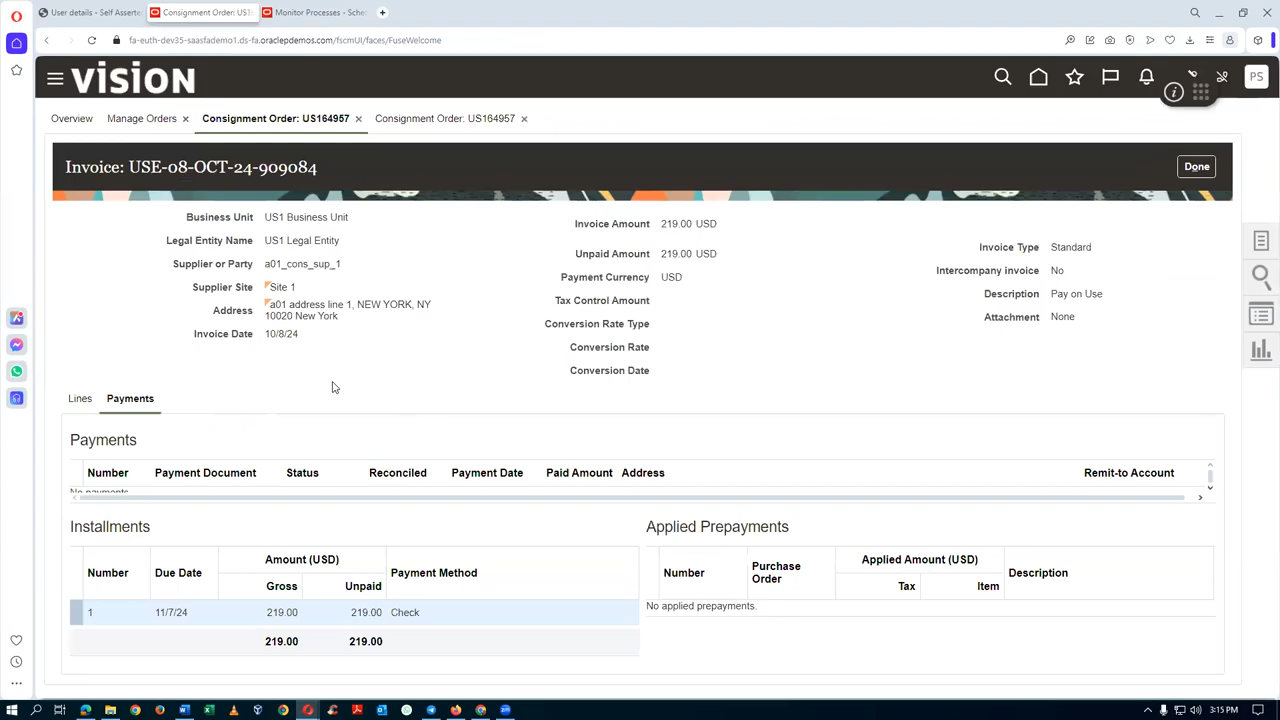 User details - Self Asserte
Consignment Order: US1
Monitor Processes - Sche
fa-euth-dev35-saasfademo1.ds-fa.oraclepdemos.com/fscmUI/faces/FuseWelcome
VISION
PS
Overview
Manage Orders
Consignment Order: US164957
Consignment Order: US164957
Invoice: USE-08-OCT-24-909084
Done
Business Unit US1 Business Unit
Legal Entity Name US1 Legal Entity
Supplier or Party a01_cons_sup_1
Supplier Site Site 1
Address a01 address line 1, NEW YORK, NY
10020 New York
Invoice Date 10/8/24
Invoice Amount 219.00 USD
Unpaid Amount 219.00 USD
Payment Currency USD
Tax Control Amount
Conversion Rate Type
Conversion Rate
Conversion Date
Invoice Type Standard
Intercompany invoice No
Description Pay on Use
Attachment None
Lines Payments
Payments
Number Payment Document Status Reconciled Payment Date Paid Amount Address Remit-to Account
No payments
Installments
Number Due Date Amount (USD) Payment Method
Gross Unpaid
1 11/7/24 219.00 219.00 Check
219.00 219.00
Applied Prepayments
Number Purchase Order Applied Amount (USD) Description
Tax Item
No applied prepayments.
3:15 PM